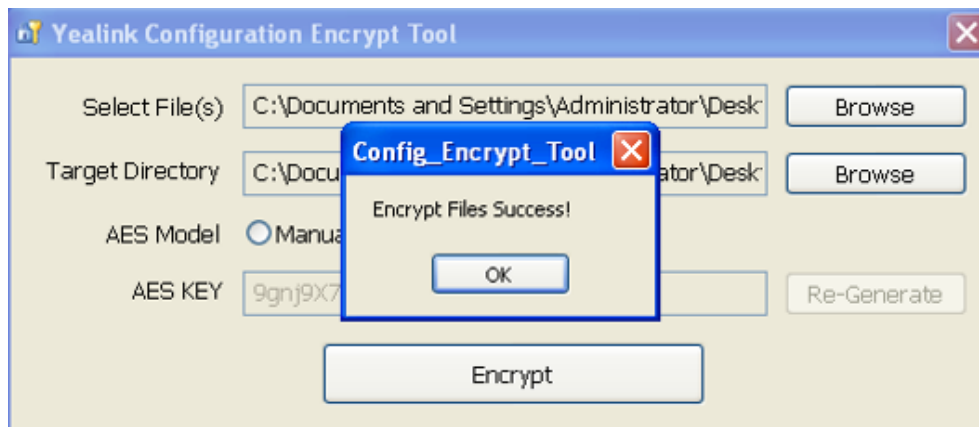 Yealink Configuration Encrypt Tool
Select File(s) C:\Documents and Settings\Administrator\Desk Browse
Config_Encrypt_Tool
Target Directory C:\Docu ator\Desk Browse
Encrypt Files Success!
AES Model Manua
OK
AES KEY 9gnj9X7 Re-Generate
Encrypt